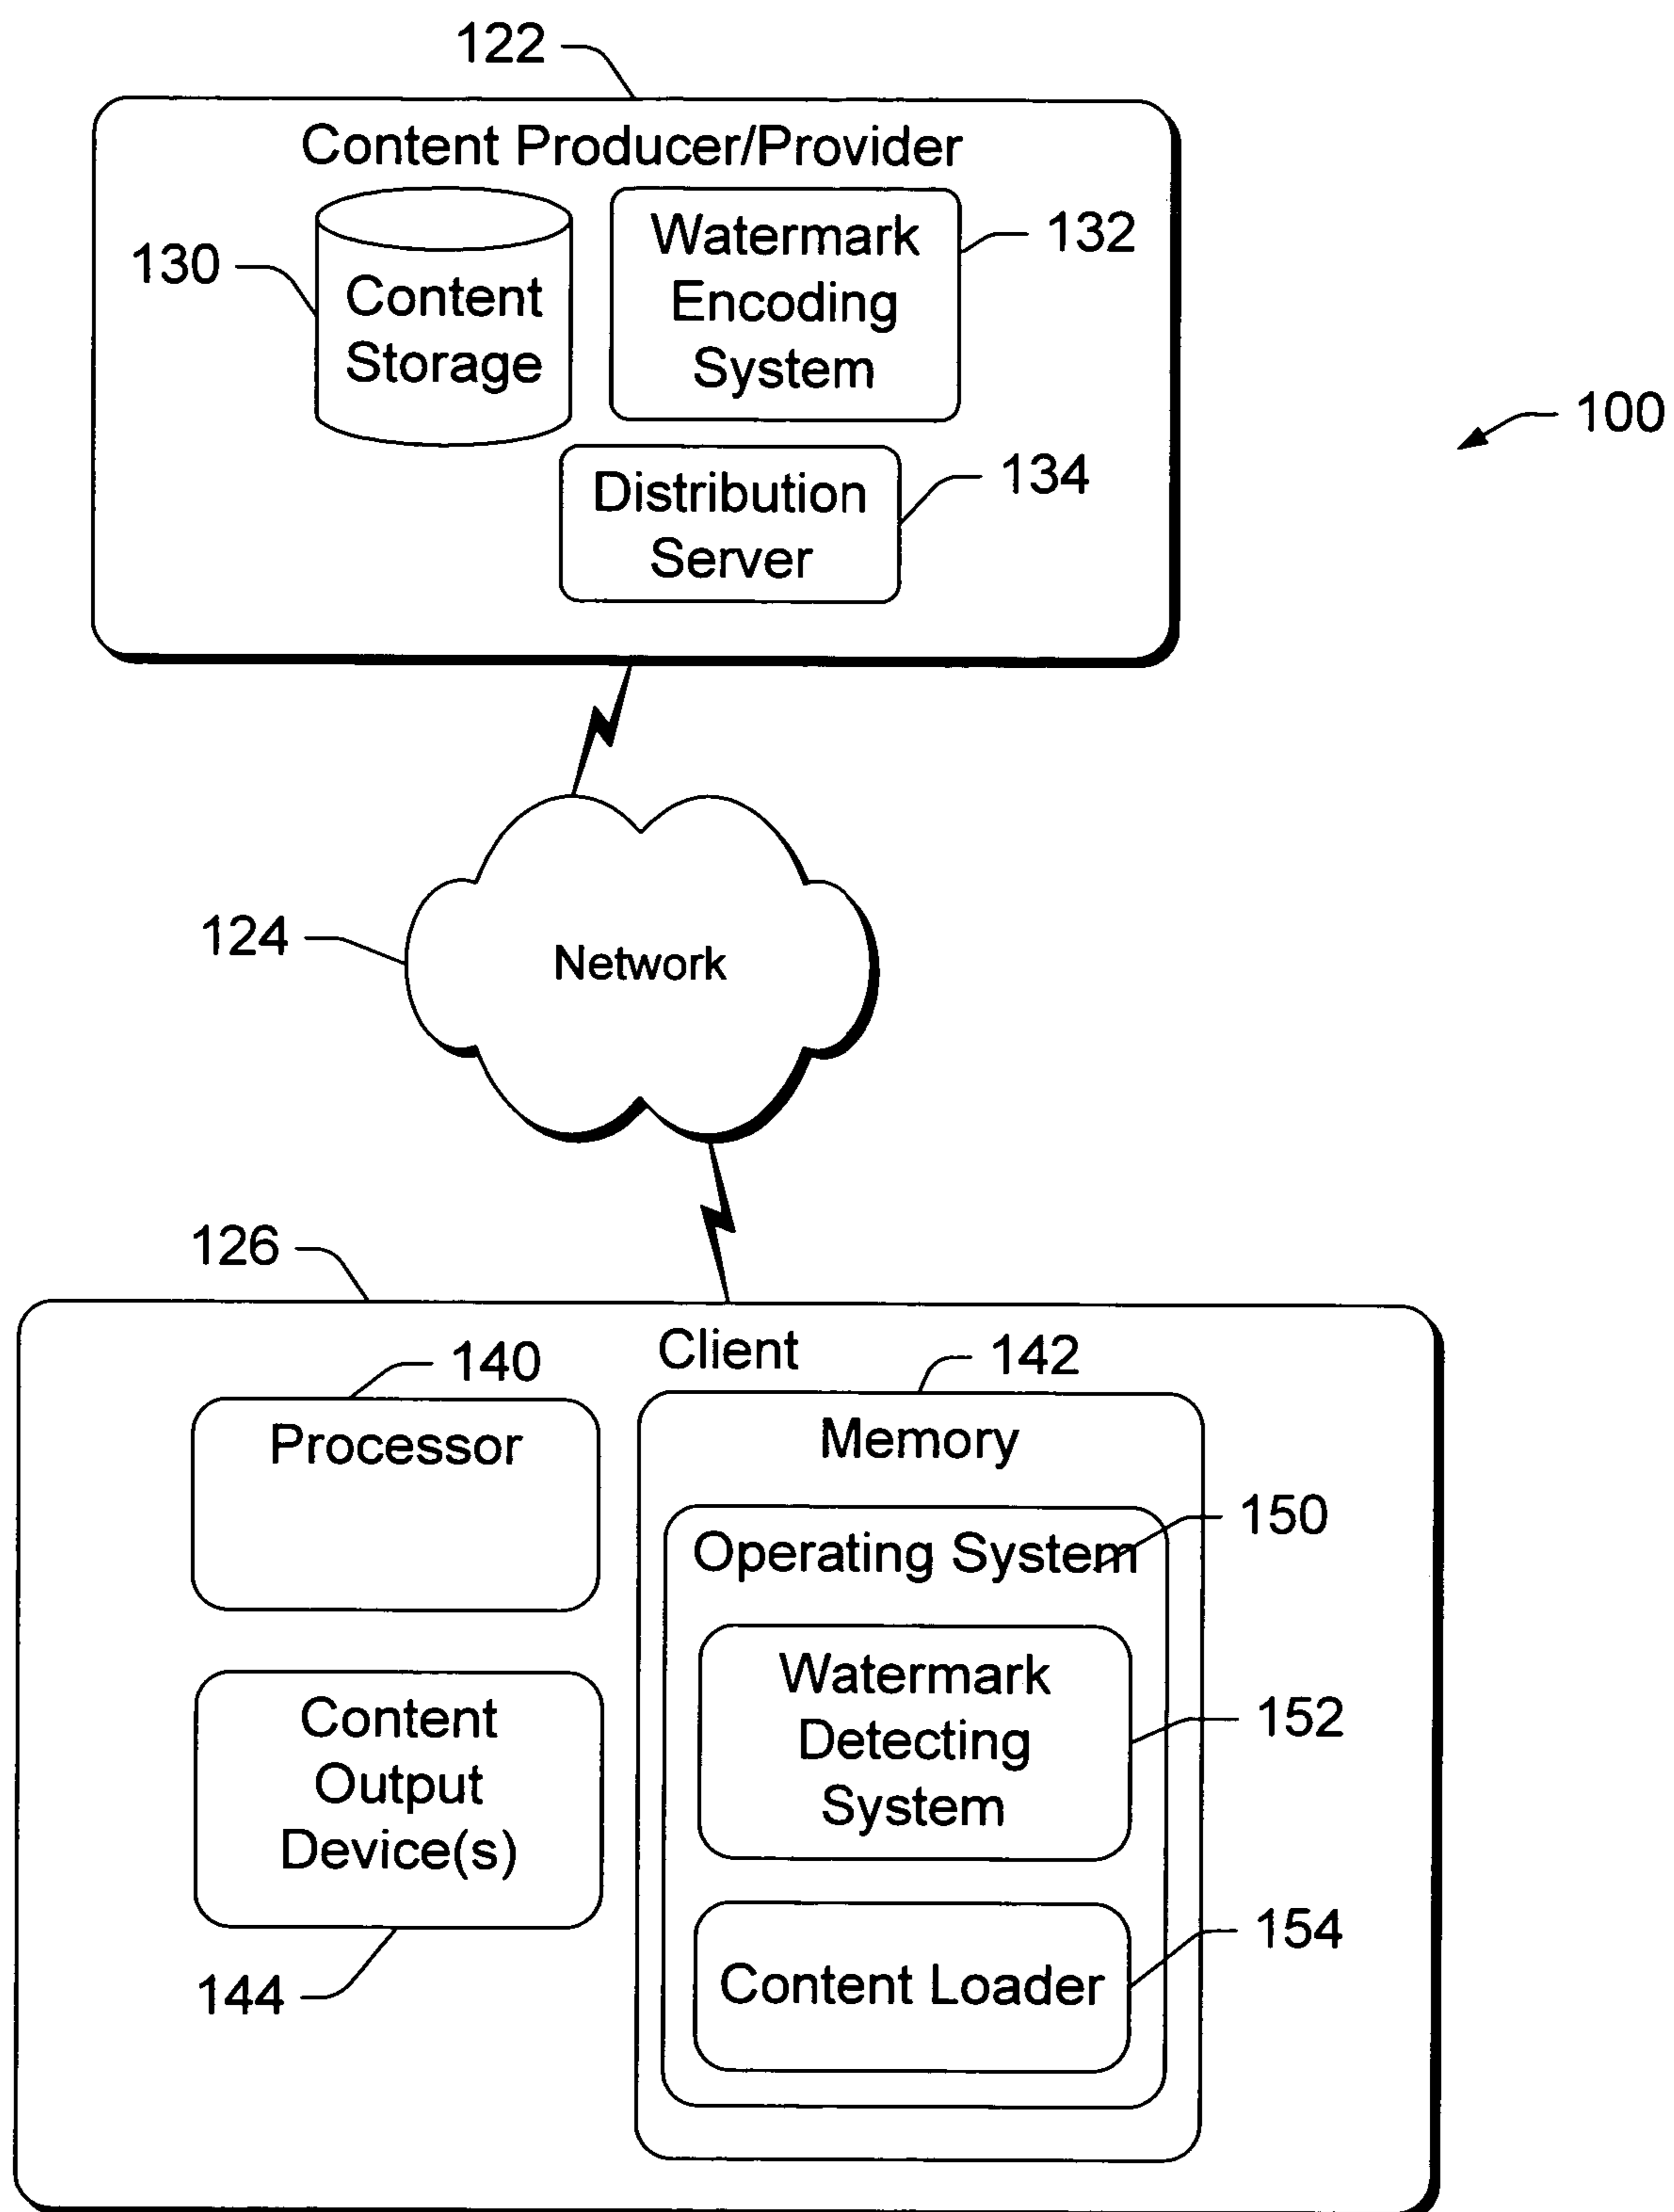 122
Content Producer/Provider
130
Content
Storage
Watermark
Encoding
System
132
100
Distribution
Server
134
124
Network
126
Client
140
Processor
142
Memory
150
Operating System
Watermark
Detecting
System
152
Content
Output
Device(s)
144
Content Loader
154